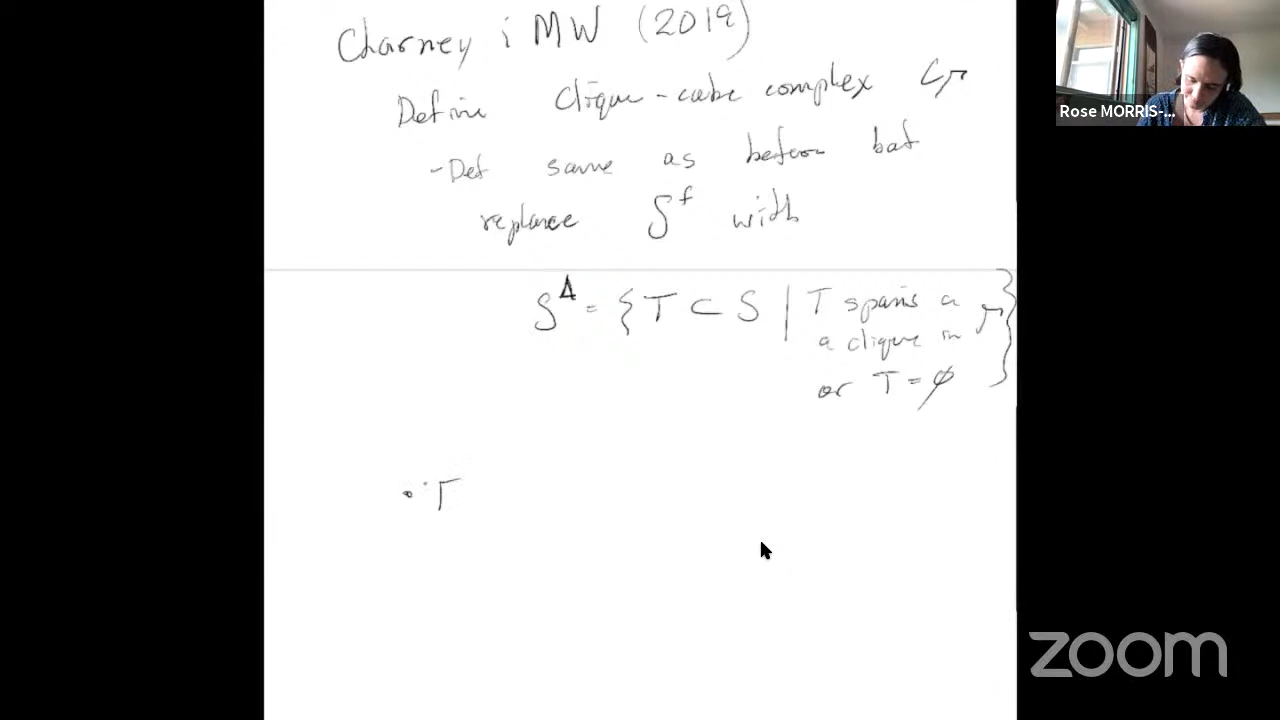 Charney i MW (2019)
Define clique-cube complex C_Γ
-Def same as before but
replace S^f with
S^Δ = { T ⊂ S | T spans a
a clique in Γ
or T = ∅ }
• Γ
Rose MORRIS-...
zoom